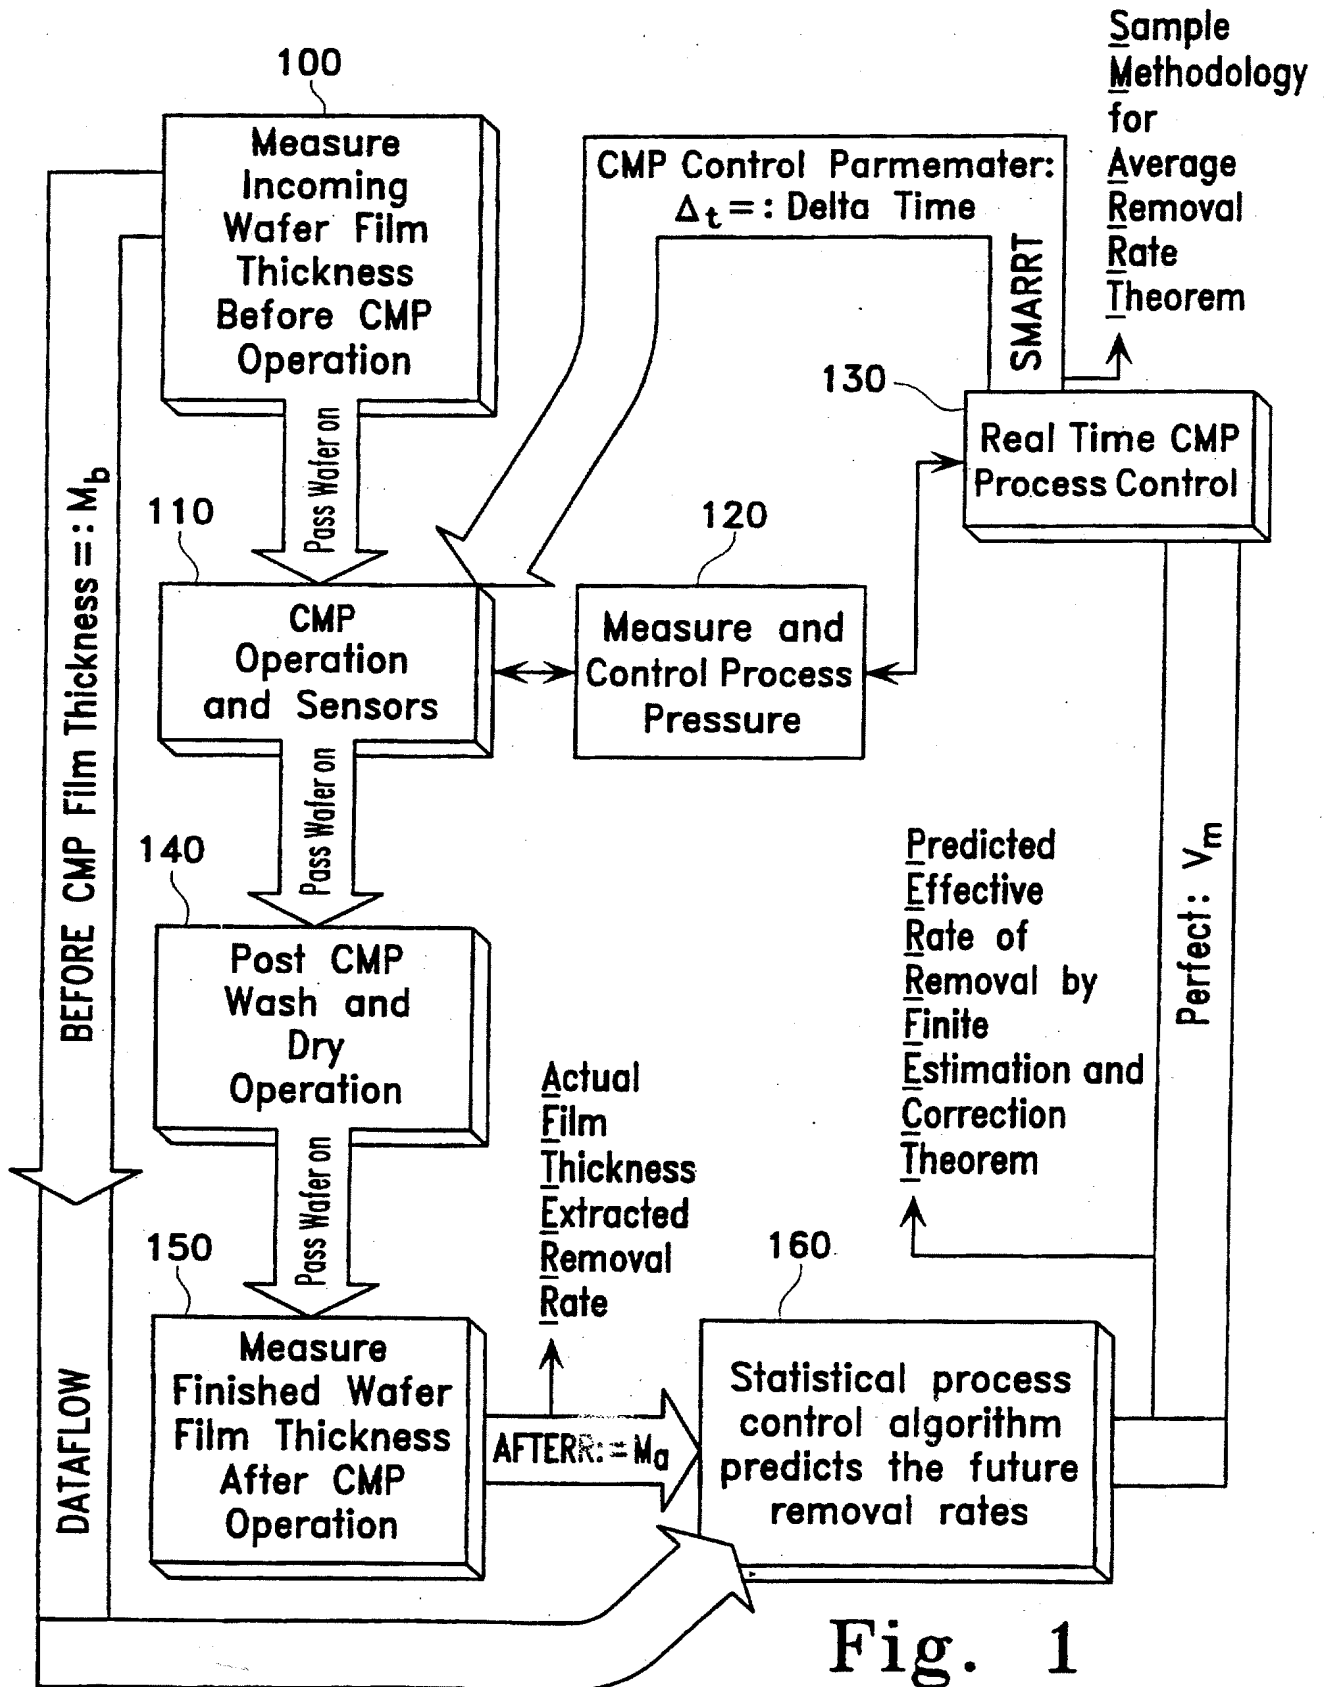 100
Measure
Incoming
Wafer Film
Thickness
Before CMP
Operation
Sample
Methodology
for
Average
Removal
Rate
Theorem
CMP Control Parmemater:
Δt =: Delta Time
SMARRT
130
Real Time CMP
Process Control
Pass Wafer on
BEFORE CMP Film Thickness =: Mb
110
CMP
Operation
and Sensors
120
Measure and
Control Process
Pressure
Pass Wafer on
140
Post CMP
Wash and
Dry
Operation
Predicted
Effective
Rate of
Removal by
Finite
Estimation and
Correction
Theorem
Perfect: Vm
Pass Wafer on
Actual
Film
Thickness
Extracted
Removal
Rate
150
Measure
Finished Wafer
Film Thickness
After CMP
Operation
AFTERR:= Ma
160
Statistical process
control algorithm
predicts the future
removal rates
DATAFLOW
Fig. 1